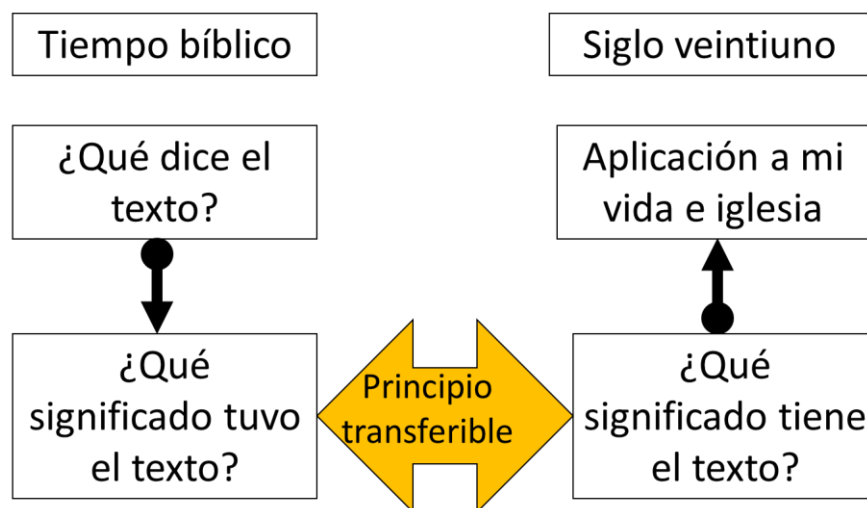 Tiempo bíblico
Siglo veintiuno
¿Qué dice el
texto?
Aplicación a mi
vida e iglesia
¿Qué
significado tuvo
el texto?
Principio
transferible
¿Qué
significado tiene
el texto?